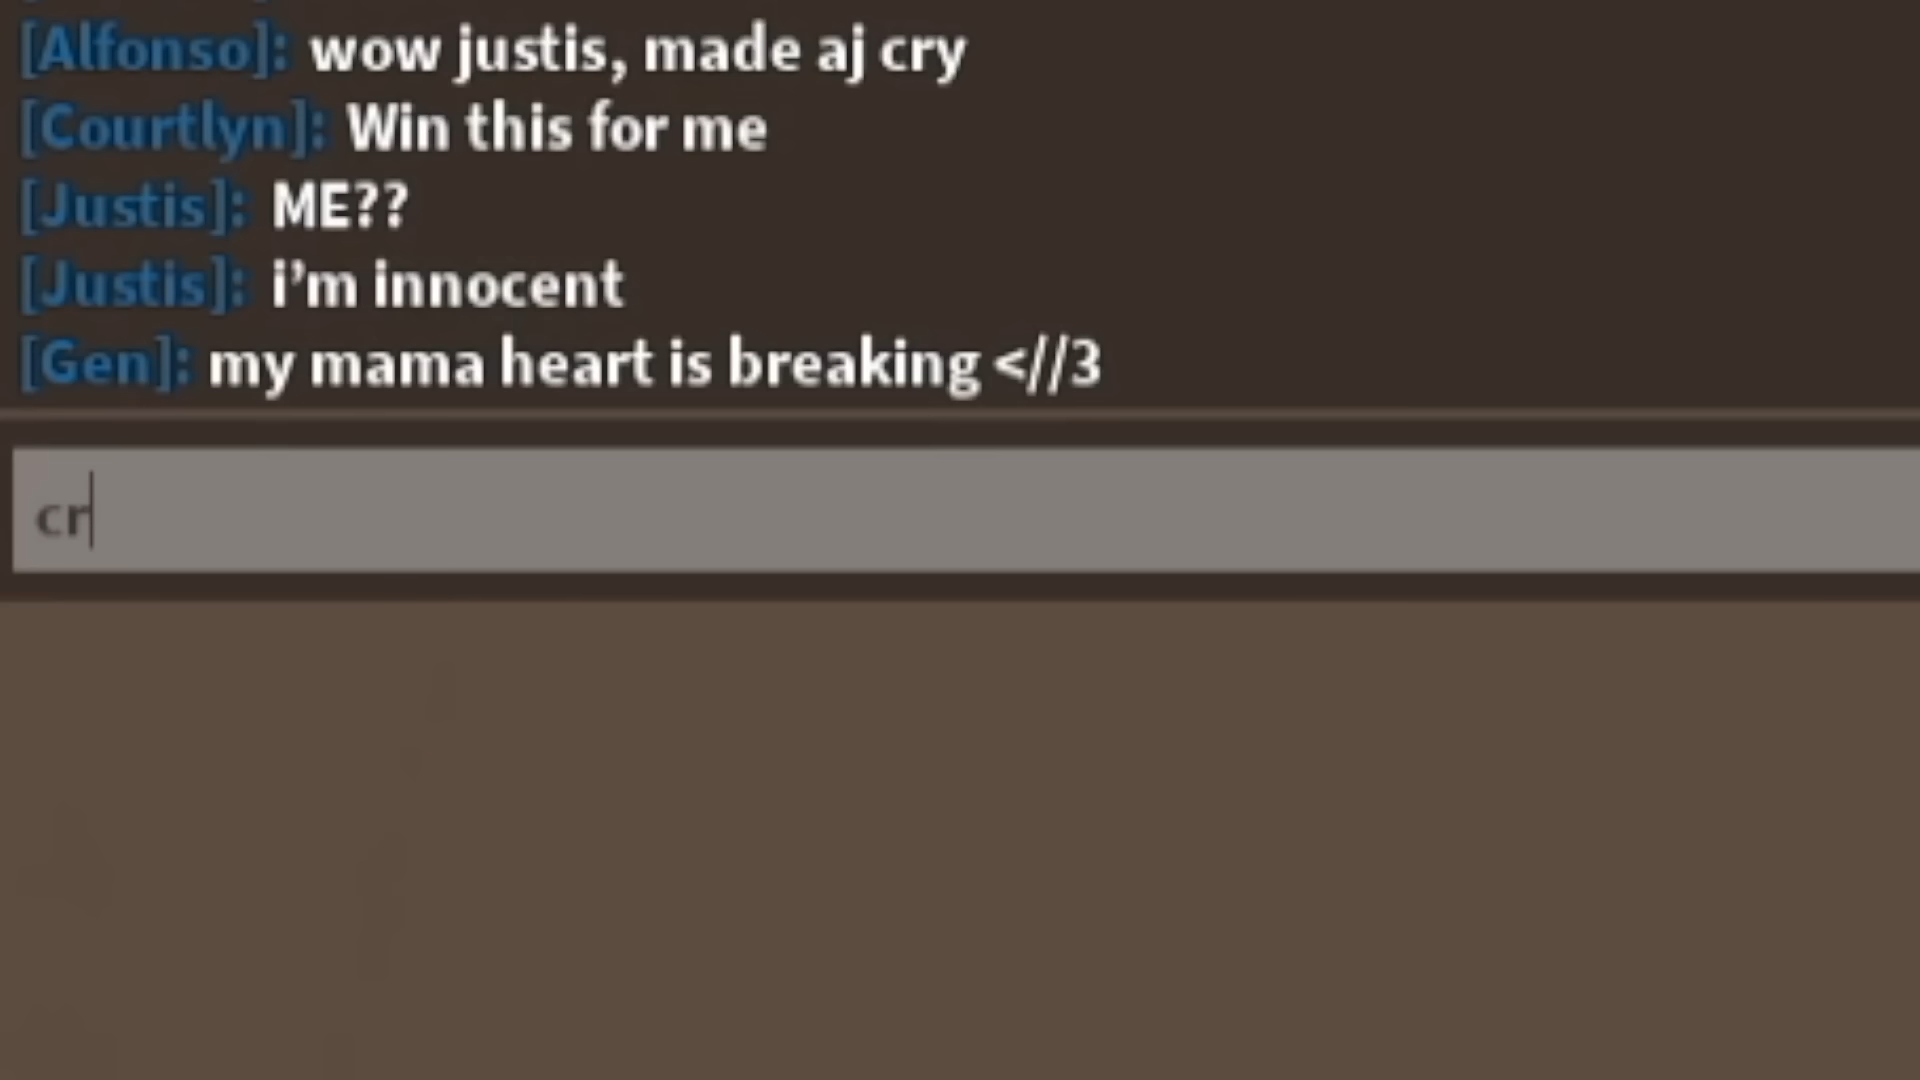 [Alfonso]: wow justis, made aj cry
[Courtlyn]: Win this for me
[Justis]: ME??
[Justis]: i'm innocent
[Gen]: my mama heart is breaking <//3
cr